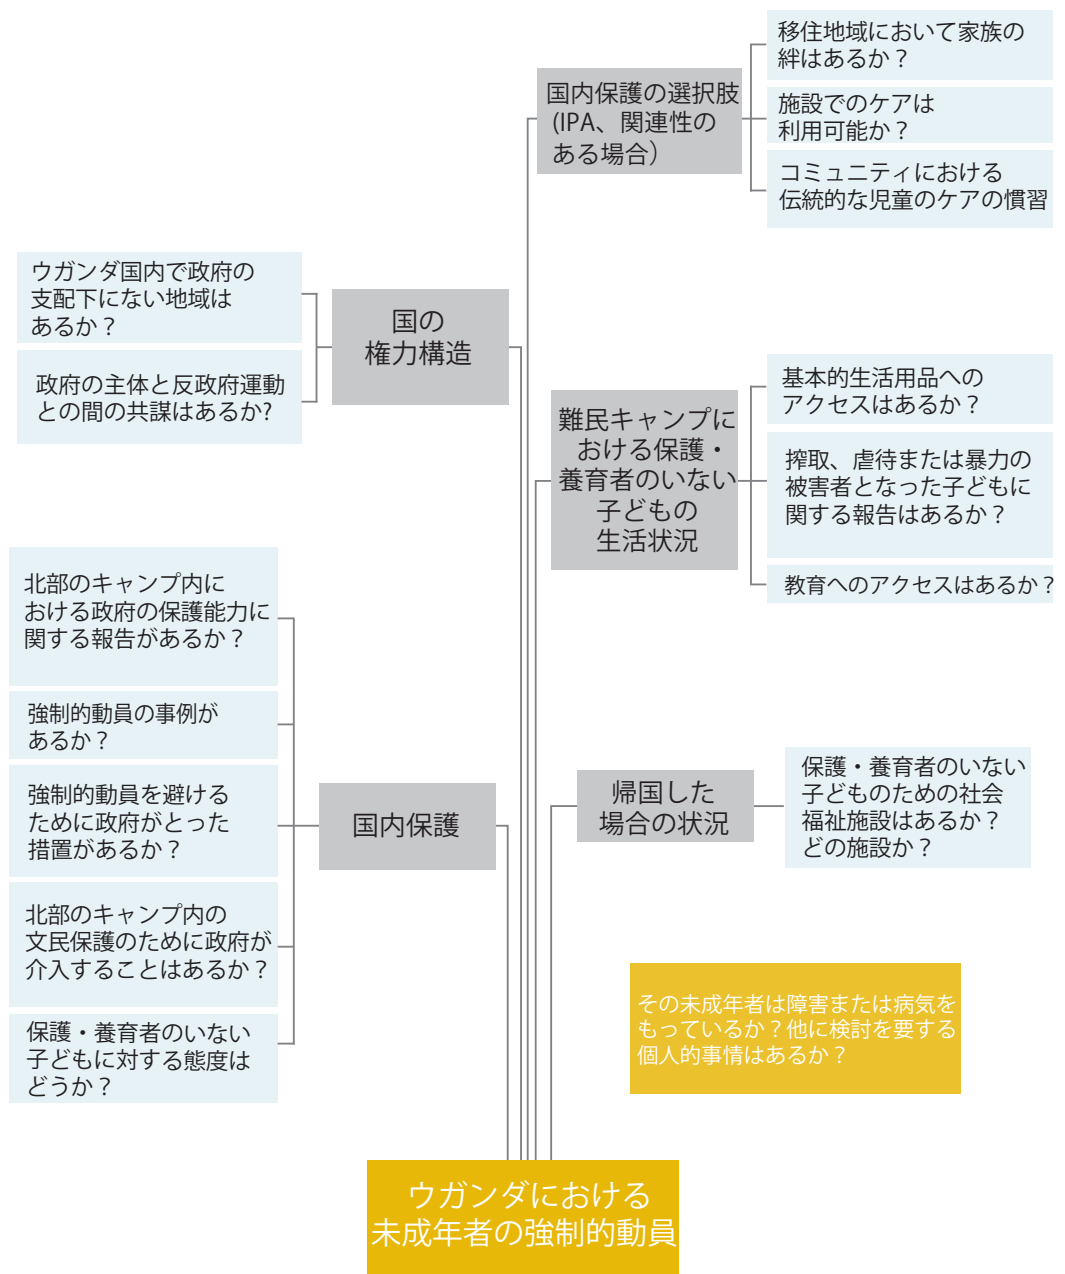 国内保護の選択肢
(IPA、関連性の
ある場合）
移住地域において家族の
絆はあるか？
施設でのケアは
利用可能か？
コミュニティにおける
伝統的な児童のケアの慣習
国の
権力構造
ウガンダ国内で政府の
支配下にない地域は
あるか？
政府の主体と反政府運動
との間の共謀はあるか?
難民キャンプに
おける保護・
養育者のいない
子どもの
生活状況
基本的生活用品への
アクセスはあるか？
搾取、虐待または暴力の
被害者となった子どもに
関する報告はあるか？
教育へのアクセスはあるか？
国内保護
北部のキャンプ内に
おける政府の保護能力に
関する報告があるか？
強制的動員の事例が
あるか？
強制的動員を避ける
ために政府がとった
措置があるか？
北部のキャンプ内の
文民保護のために政府が
介入することはあるか？
保護・養育者のいない
子どもに対する態度は
どうか？
帰国した
場合の状況
保護・養育者のいない
子どものための社会
福祉施設はあるか？
どの施設か？
その未成年者は障害または病気を
もっているか？他に検討を要する
個人的事情はあるか？
ウガンダにおける
未成年者の強制的動員